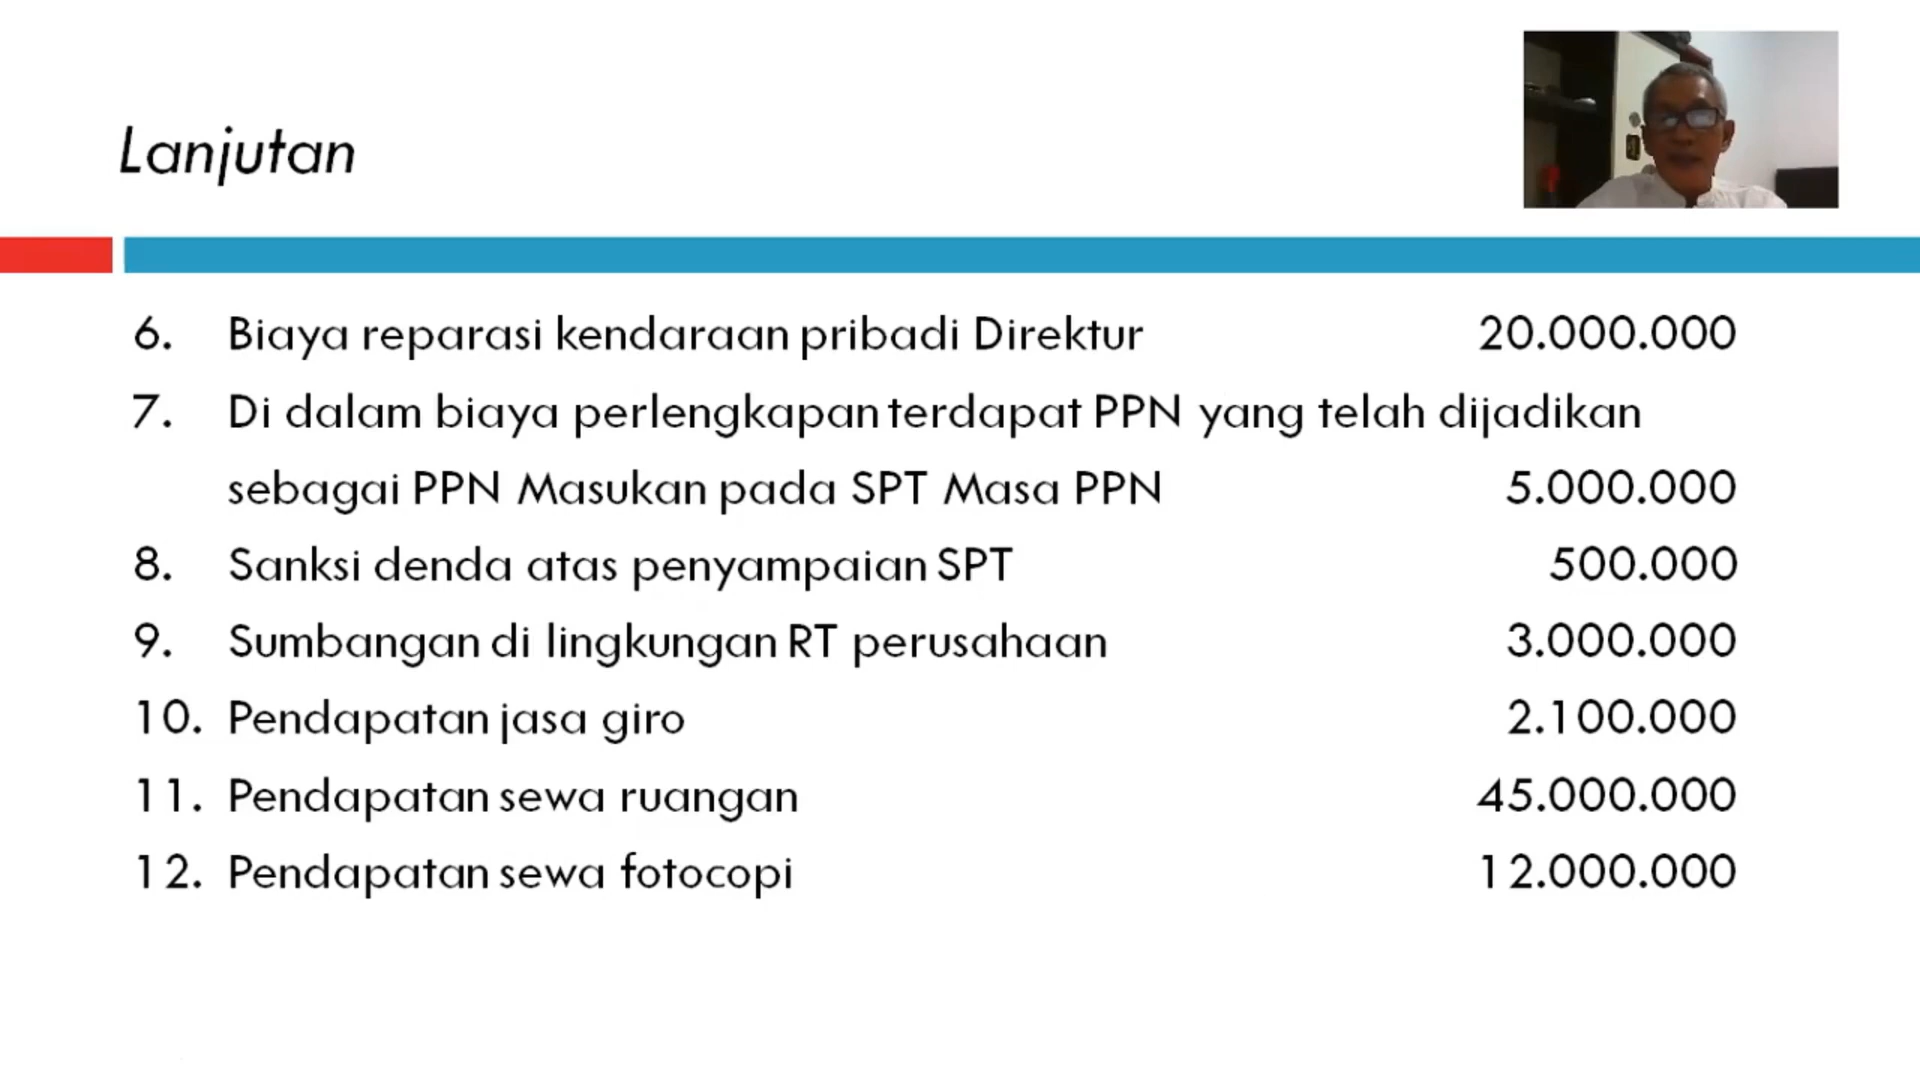 Lanjutan
6. Biaya reparasi kendaraan pribadi Direktur 20.000.000
7. Di dalam biaya perlengkapan terdapat PPN yang telah dijadikan
sebagai PPN Masukan pada SPT Masa PPN 5.000.000
8. Sanksi denda atas penyampaian SPT 500.000
9. Sumbangan di lingkungan RT perusahaan 3.000.000
10. Pendapatan jasa giro 2.100.000
11. Pendapatan sewa ruangan 45.000.000
12. Pendapatan sewa fotocopi 12.000.000